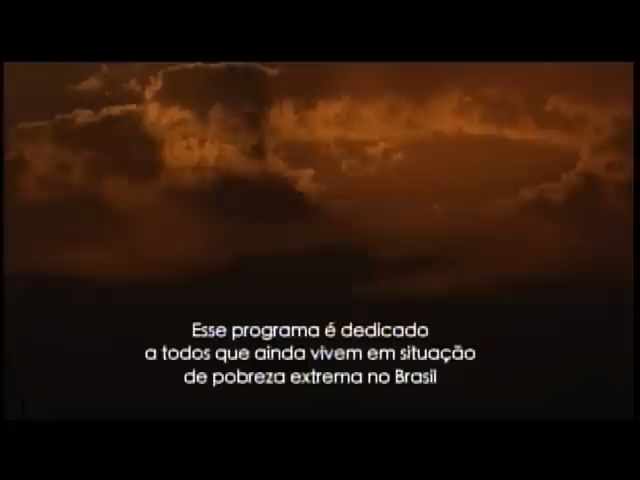 Esse programa é dedicado
a todos que ainda vivem em situação
de pobreza extrema no Brasil